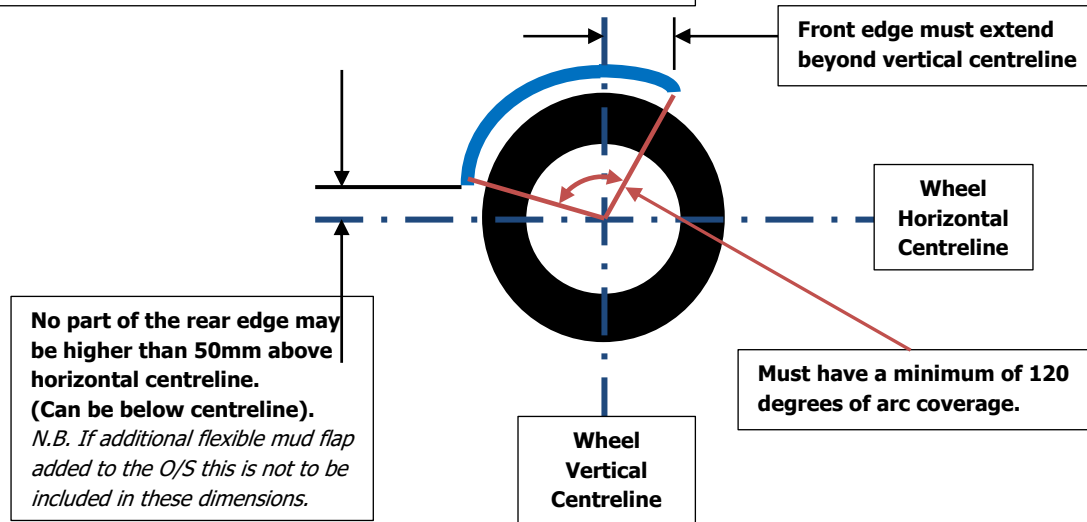 Front edge must extend
beyond vertical centreline
Wheel
Horizontal
Centreline
No part of the rear edge may
be higher than 50mm above
horizontal centreline.
(Can be below centreline).
N.B. If additional flexible mud flap
added to the O/S this is not to be
included in these dimensions.
Must have a minimum of 120
degrees of arc coverage.
Wheel
Vertical
Centreline